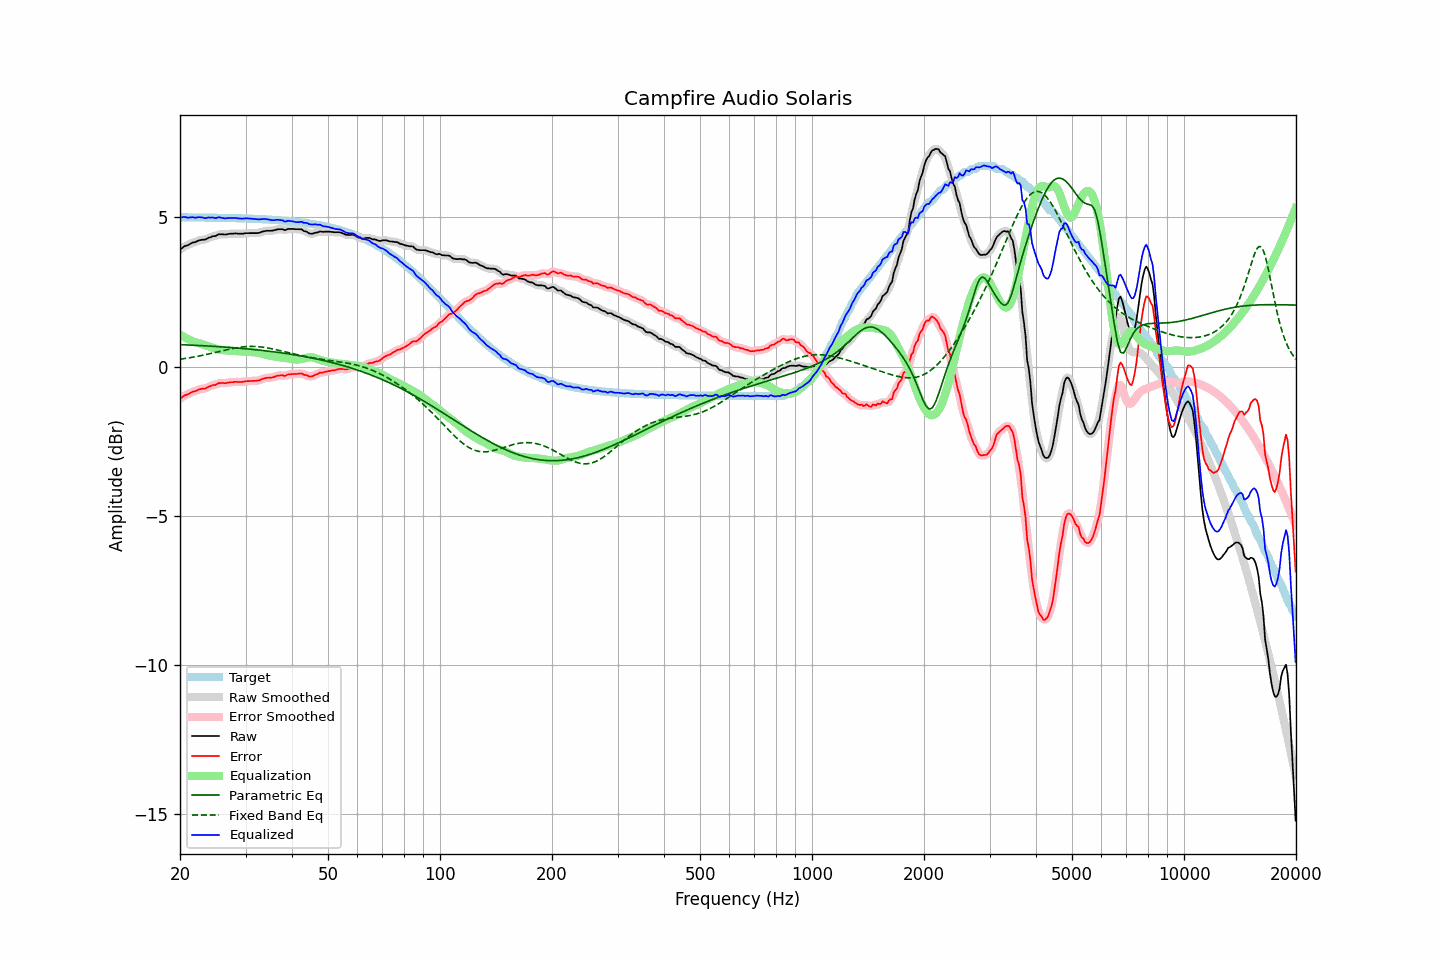 Campfire Audio Solaris
Amplitude (dBr)
5
0
−5
−10
−15
Target
Raw Smoothed
Error Smoothed
Raw
Error
Equalization
Parametric Eq
Fixed Band Eq
Equalized
20 50 100 200 500 1000 2000 5000 10000 20000
Frequency (Hz)